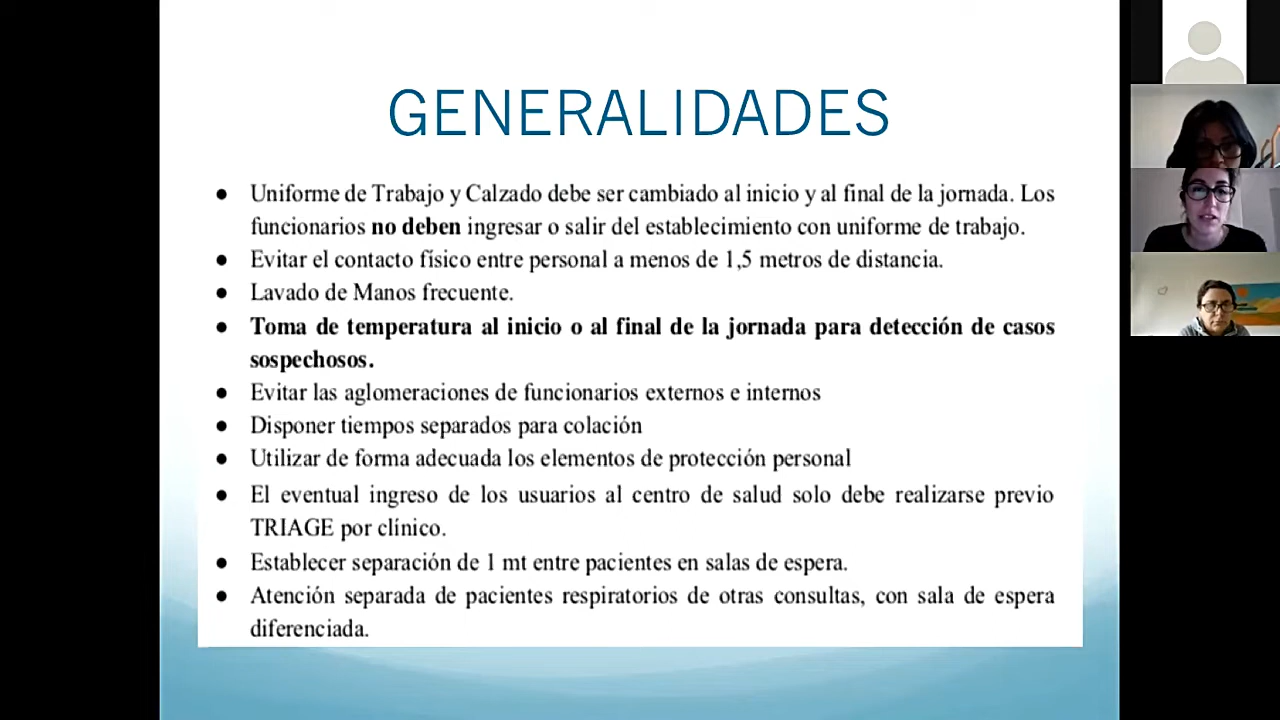 GENERALIDADES
● Uniforme de Trabajo y Calzado debe ser cambiado al inicio y al final de la jornada. Los
funcionarios no deben ingresar o salir del establecimiento con uniforme de trabajo.
● Evitar el contacto físico entre personal a menos de 1,5 metros de distancia.
● Lavado de Manos frecuente.
● Toma de temperatura al inicio o al final de la jornada para detección de casos
sospechosos.
● Evitar las aglomeraciones de funcionarios externos e internos
● Disponer tiempos separados para colación
● Utilizar de forma adecuada los elementos de protección personal
● El eventual ingreso de los usuarios al centro de salud solo debe realizarse previo
TRIAGE por clínico.
● Establecer separación de 1 mt entre pacientes en salas de espera.
● Atención separada de pacientes respiratorios de otras consultas, con sala de espera
diferenciada.